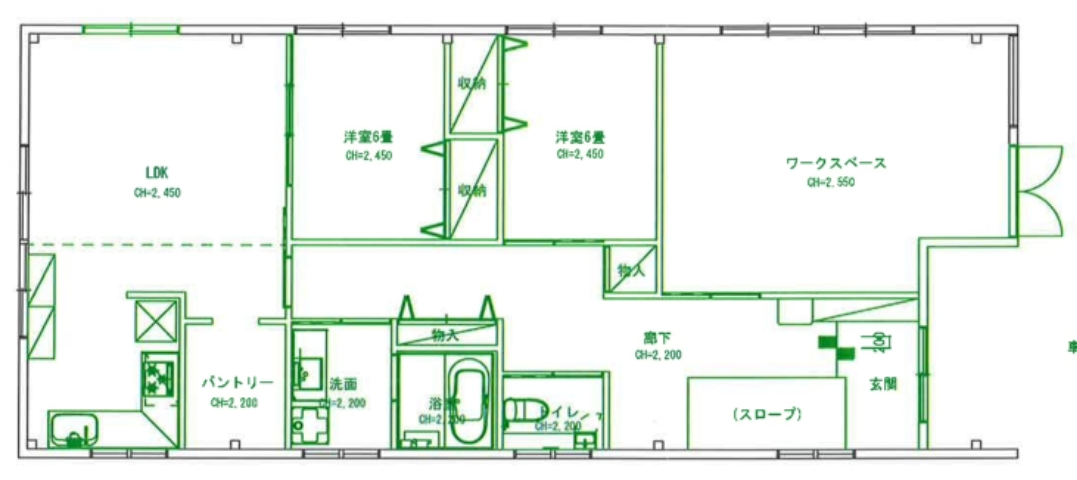 収納
洋室6畳
CH=2,450
洋室6畳
CH=2,450
ワークスペース
CH=2.550
LDK
CH=2,450
収納
物入
物入
廊下
CH=2,200
200
玄関
パントリー
CH=2,200
洗面
CH=2,200
浴室
CH=2,200
トイレ
CH=2,200
(スロープ)